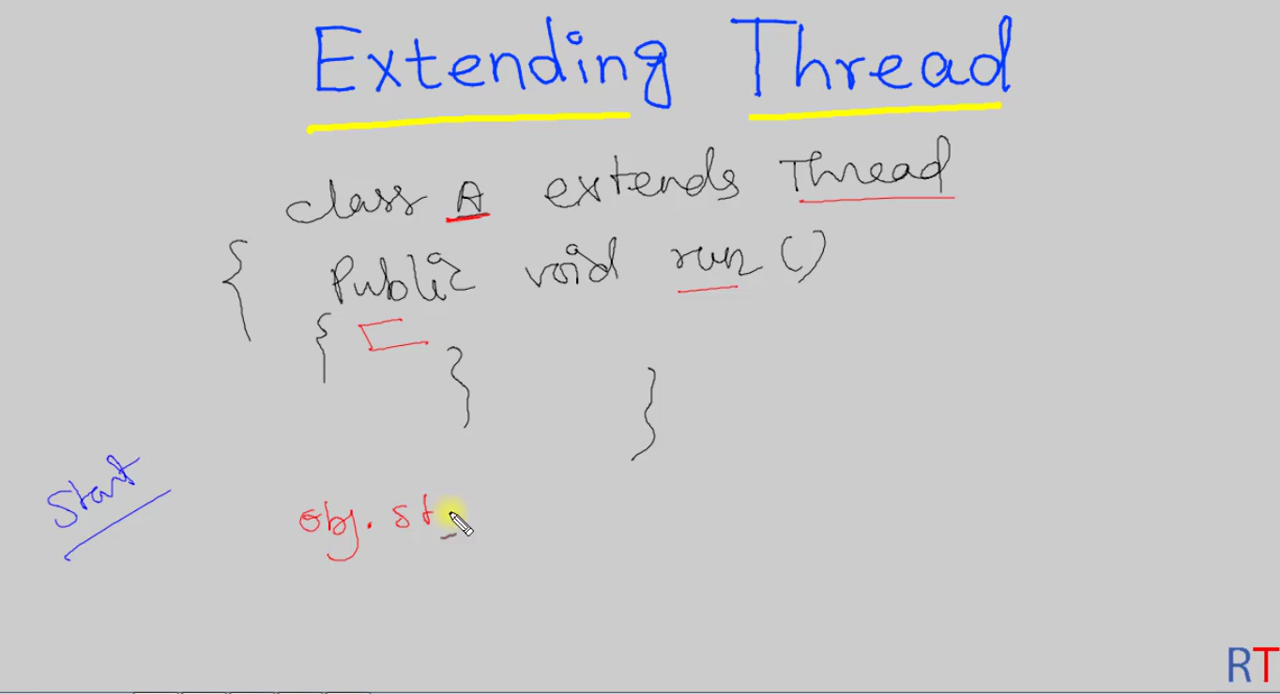 Extending Thread
class A extends Thread
{ Public void run ()
{
}
}
Start
obj. st
RT